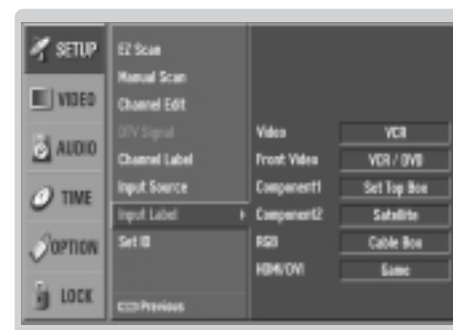 SETUP
VIDEO
AUDIO
TIME
OPTION
LOCK
EZ Scan
Manual Scan
Channel Edit
DTV Signal
Channel Label
Input Source
Input Label
Set ID
Previous
Video VCR
Front Video VCR / DVD
Component1 Set Top Box
Component2 Satellite
RGB Cable Box
HDMI/DVI Game